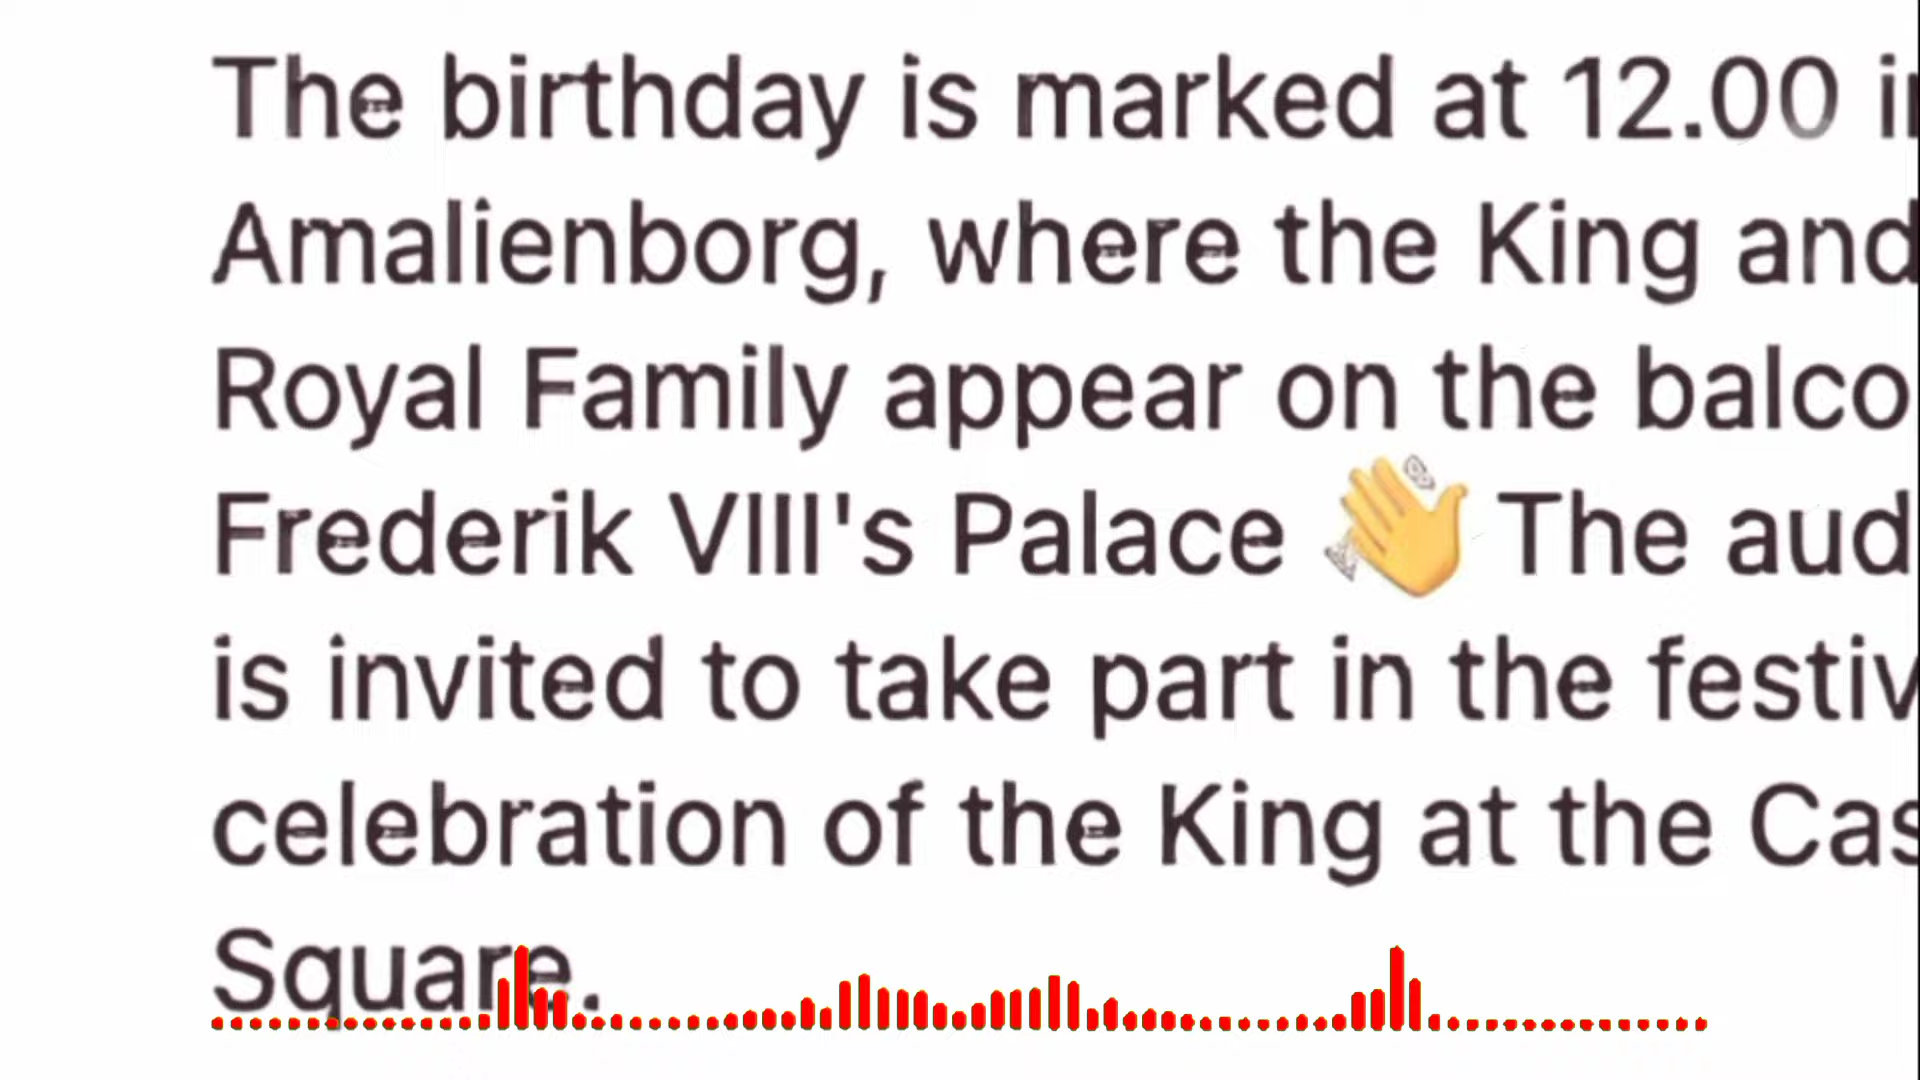 The birthday is marked at 12.00 in
Amalienborg, where the King and
Royal Family appear on the balco
Frederik VIII's Palace 👋 The aud
is invited to take part in the festiv
celebration of the King at the Cas
Square.